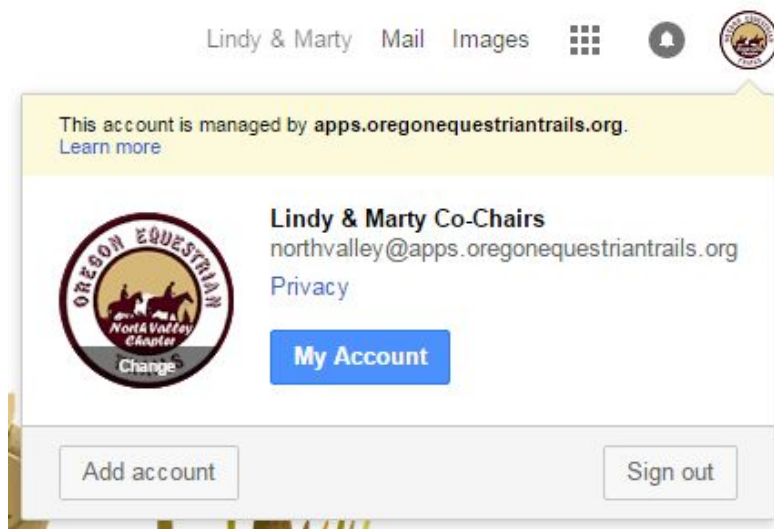 Lindy & Marty Mail Images
This account is managed by apps.oregonequestriantrails.org.
Learn more
Lindy & Marty Co-Chairs
northvalley@apps.oregonequestriantrails.org
Privacy
My Account
OREGON EQUESTRIAN
North Valley
Chapter
Change
Add account
Sign out